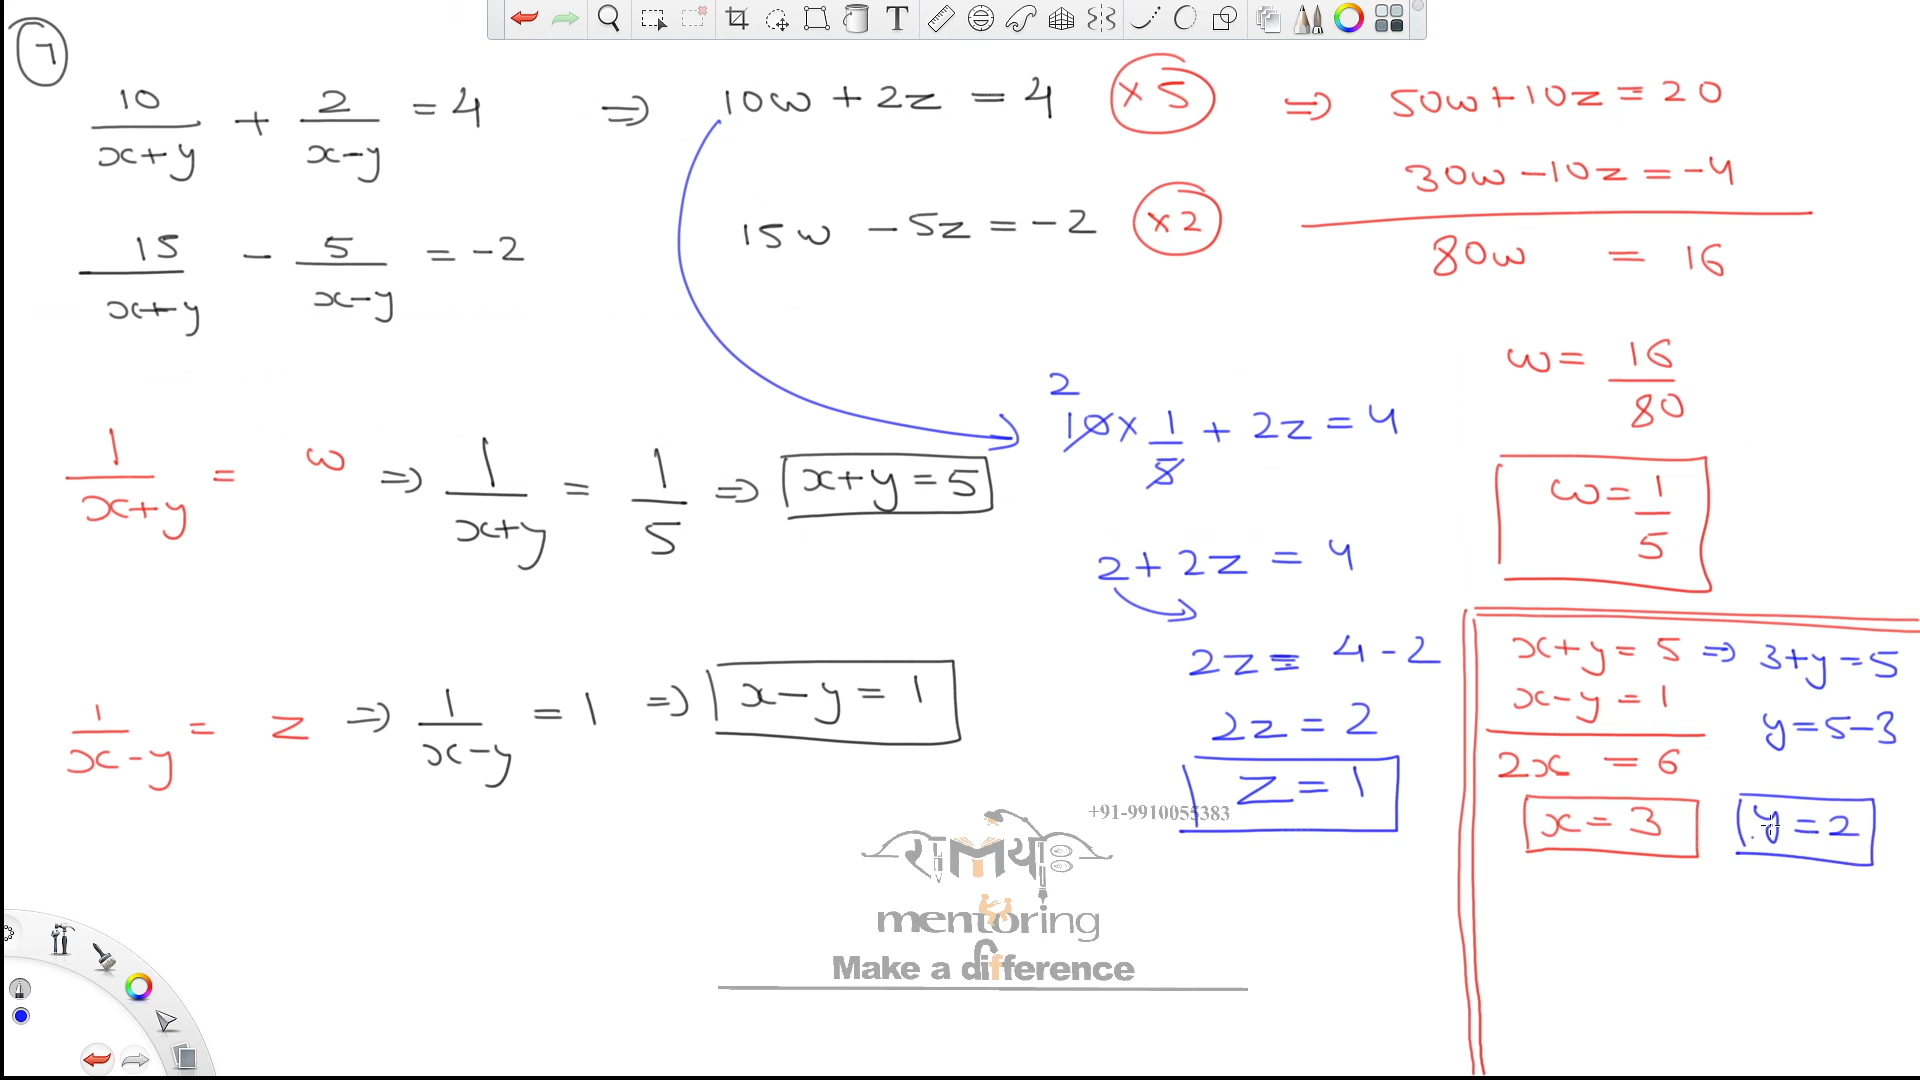 7
10/(x+y) + 2/(x-y) = 4 ⇒ 10w + 2z = 4 ×5 ⇒ 50w+10z = 20
15/(x+y) - 5/(x-y) = -2
15w - 5z = -2 ×2
30w - 10z = -4
80w = 16
w = 16/80
w = 1/5
1/(x+y) = w ⇒ 1/(x+y) = 1/5 ⇒ x+y = 5
1/(x-y) = z ⇒ 1/(x-y) = 1 ⇒ x-y = 1
2
10 × 1/5 + 2z = 4
2 + 2z = 4
2z = 4 - 2
2z = 2
z = 1
x+y = 5 ⇒ 3+y = 5
x-y = 1
y = 5-3
2x = 6
x = 3
y = 2
+91-9910055383
mentoring
Make a difference